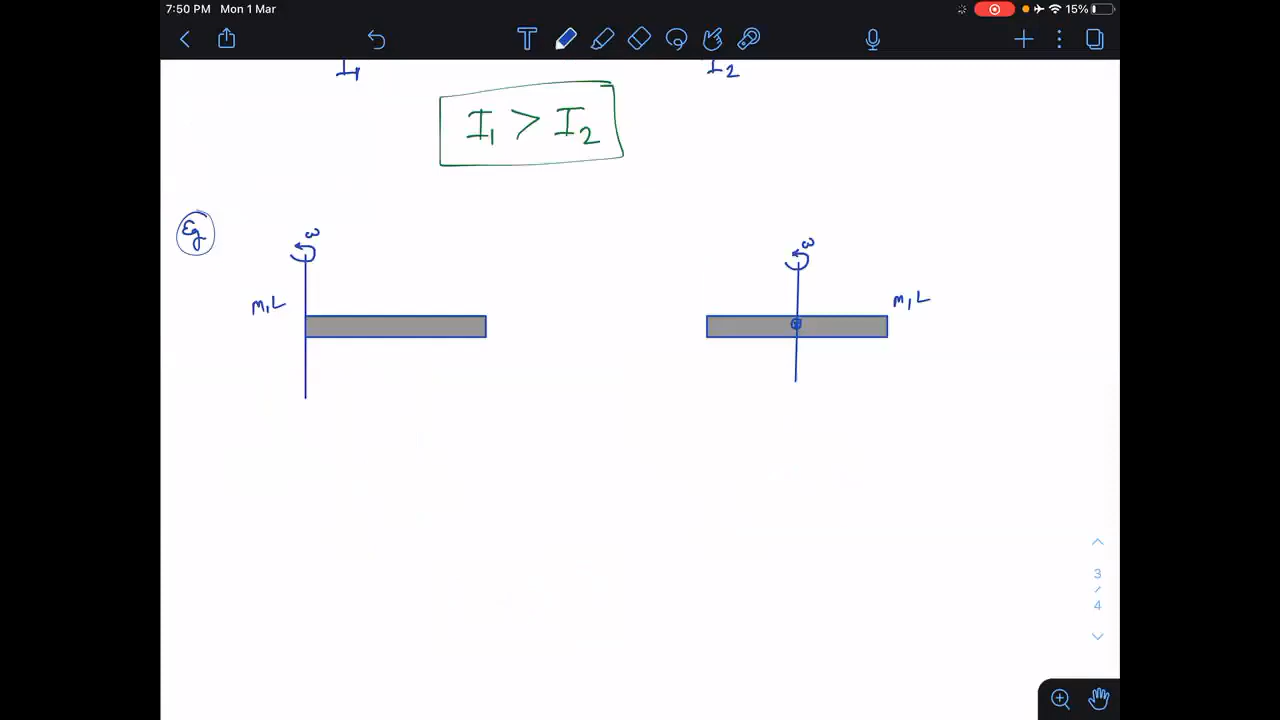 7:50 PM Mon 1 Mar
15%
T
I₁
I₂
I₁ > I₂
Eg
ω
ω
m, L
m, L
3
/
4